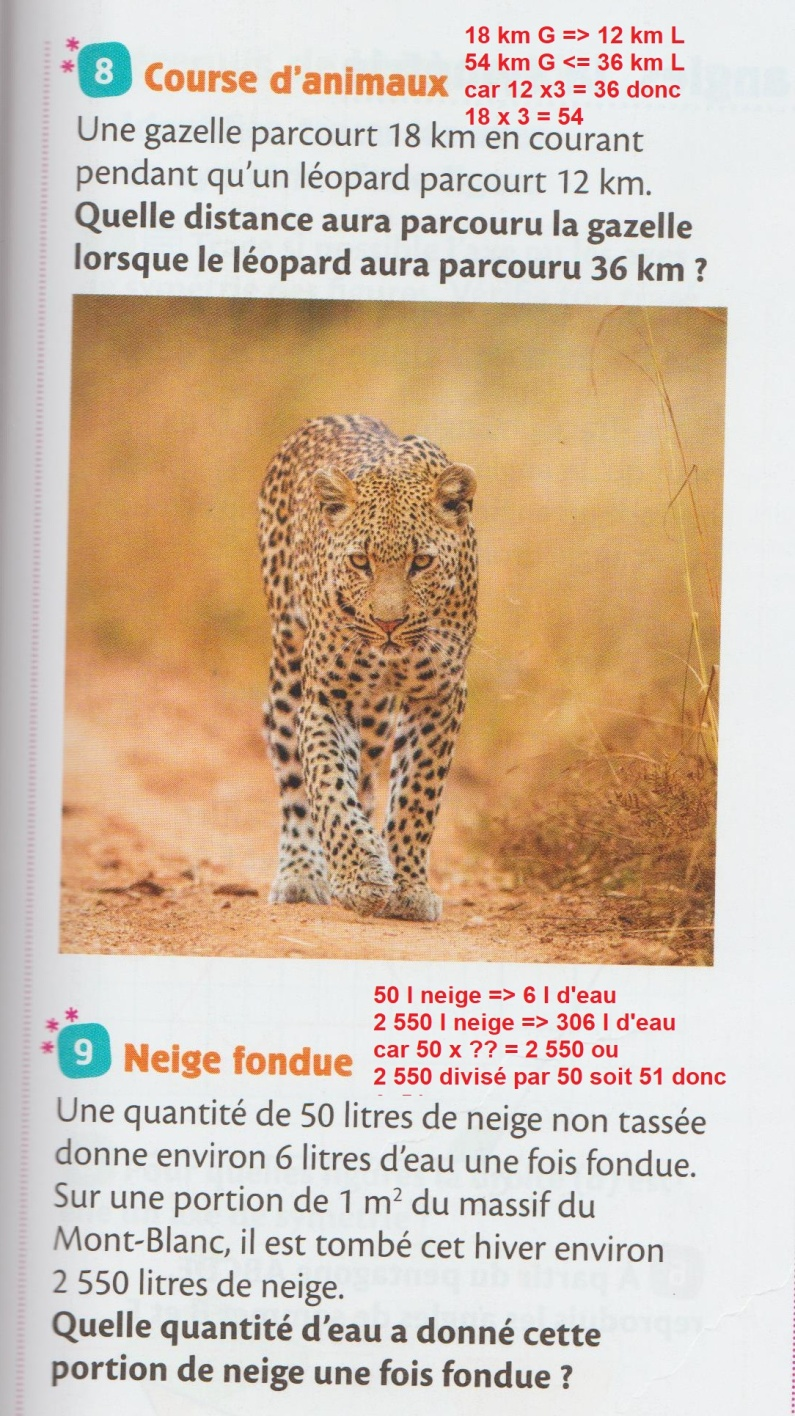 18 km G => 12 km L
54 km G <= 36 km L
car 12 x3 = 36 donc
18 x 3 = 54
* * 8 Course d'animaux
Une gazelle parcourt 18 km en courant
pendant qu'un léopard parcourt 12 km.
Quelle distance aura parcouru la gazelle
lorsque le léopard aura parcouru 36 km ?
50 l neige => 6 l d'eau
2 550 l neige => 306 l d'eau
car 50 x ?? = 2 550 ou
2 550 divisé par 50 soit 51 donc
* * * 9 Neige fondue
Une quantité de 50 litres de neige non tassée
donne environ 6 litres d'eau une fois fondue.
Sur une portion de 1 m² du massif du
Mont-Blanc, il est tombé cet hiver environ
2 550 litres de neige.
Quelle quantité d'eau a donné cette
portion de neige une fois fondue ?